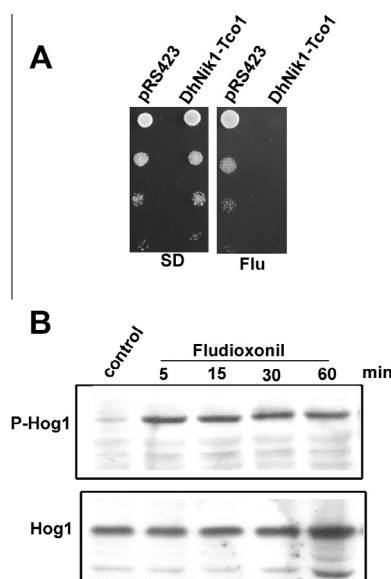 A
pRS423
DhNik1-Tco1
pRS423
DhNik1-Tco1
SD
Flu
B
control
Fludioxonil
5 15 30 60 min
P-Hog1
Hog1